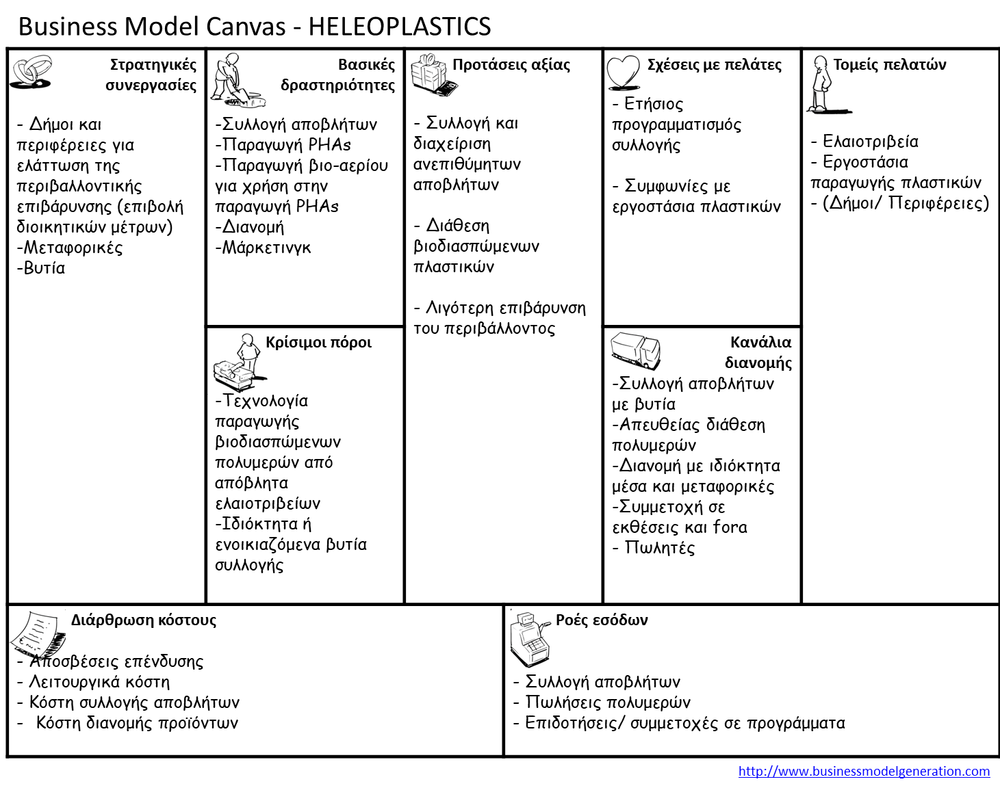 Business Model Canvas - HELEOPLASTICS
Στρατηγικές
συνεργασίες
- Δήμοι και
περιφέρειες για
ελάττωση της
περιβαλλοντικής
επιβάρυνσης (επιβολή
διοικητικών μέτρων)
-Μεταφορικές
-Βυτία
Βασικές
δραστηριότητες
-Συλλογή αποβλήτων
-Παραγωγή PHAs
-Παραγωγή βιο-αερίου
για χρήση στην
παραγωγή PHAs
-Διανομή
-Μάρκετινγκ
Κρίσιμοι πόροι
-Τεχνολογία
παραγωγής
βιοδιασπώμενων
πολυμερών από
απόβλητα
ελαιοτριβείων
-Ιδιόκτητα ή
ενοικιαζόμενα βυτία
συλλογής
Προτάσεις αξίας
- Συλλογή και
διαχείριση
ανεπιθύμητων
αποβλήτων
- Διάθεση
βιοδιασπώμενων
πλαστικών
- Λιγότερη επιβάρυνση
του περιβάλλοντος
Σχέσεις με πελάτες
- Ετήσιος
προγραμματισμός
συλλογής
- Συμφωνίες με
εργοστάσια πλαστικών
Κανάλια
διανομής
-Συλλογή αποβλήτων
με βυτία
-Απευθείας διάθεση
πολυμερών
-Διανομή με ιδιόκτητα
μέσα και μεταφορικές
-Συμμετοχή σε
εκθέσεις και fora
- Πωλητές
Τομείς πελατών
- Ελαιοτριβεία
- Εργοστάσια
παραγωγής πλαστικών
- (Δήμοι/ Περιφέρειες)
Διάρθρωση κόστους
- Αποσβέσεις επένδυσης
- Λειτουργικά κόστη
- Κόστη συλλογής αποβλήτων
- Κόστη διανομής προϊόντων
Ροές εσόδων
- Συλλογή αποβλήτων
- Πωλήσεις πολυμερών
- Επιδοτήσεις/ συμμετοχές σε προγράμματα
http://www.businessmodelgeneration.com